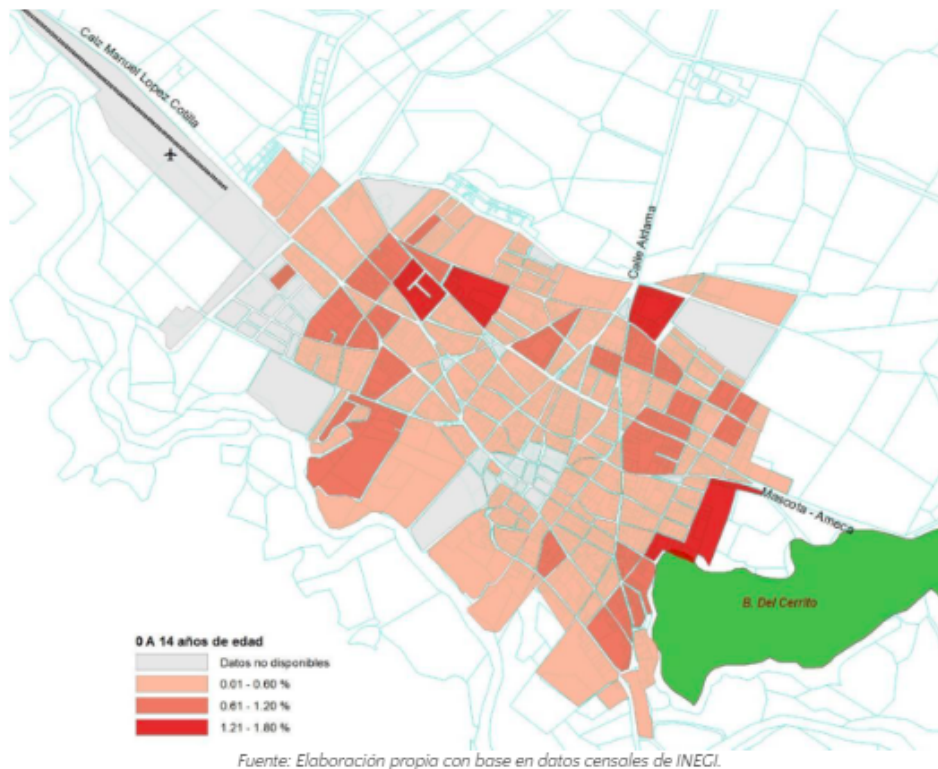 Calz Manuel Lopez Cotilla
Calle Aldama
Mascota - Ameca
B. Del Cerrito
0 A 14 años de edad
Datos no disponibles
0.01 - 0.60 %
0.61 - 1.20 %
1.21 - 1.80 %
Fuente: Elaboración propia con base en datos censales de INEGI.